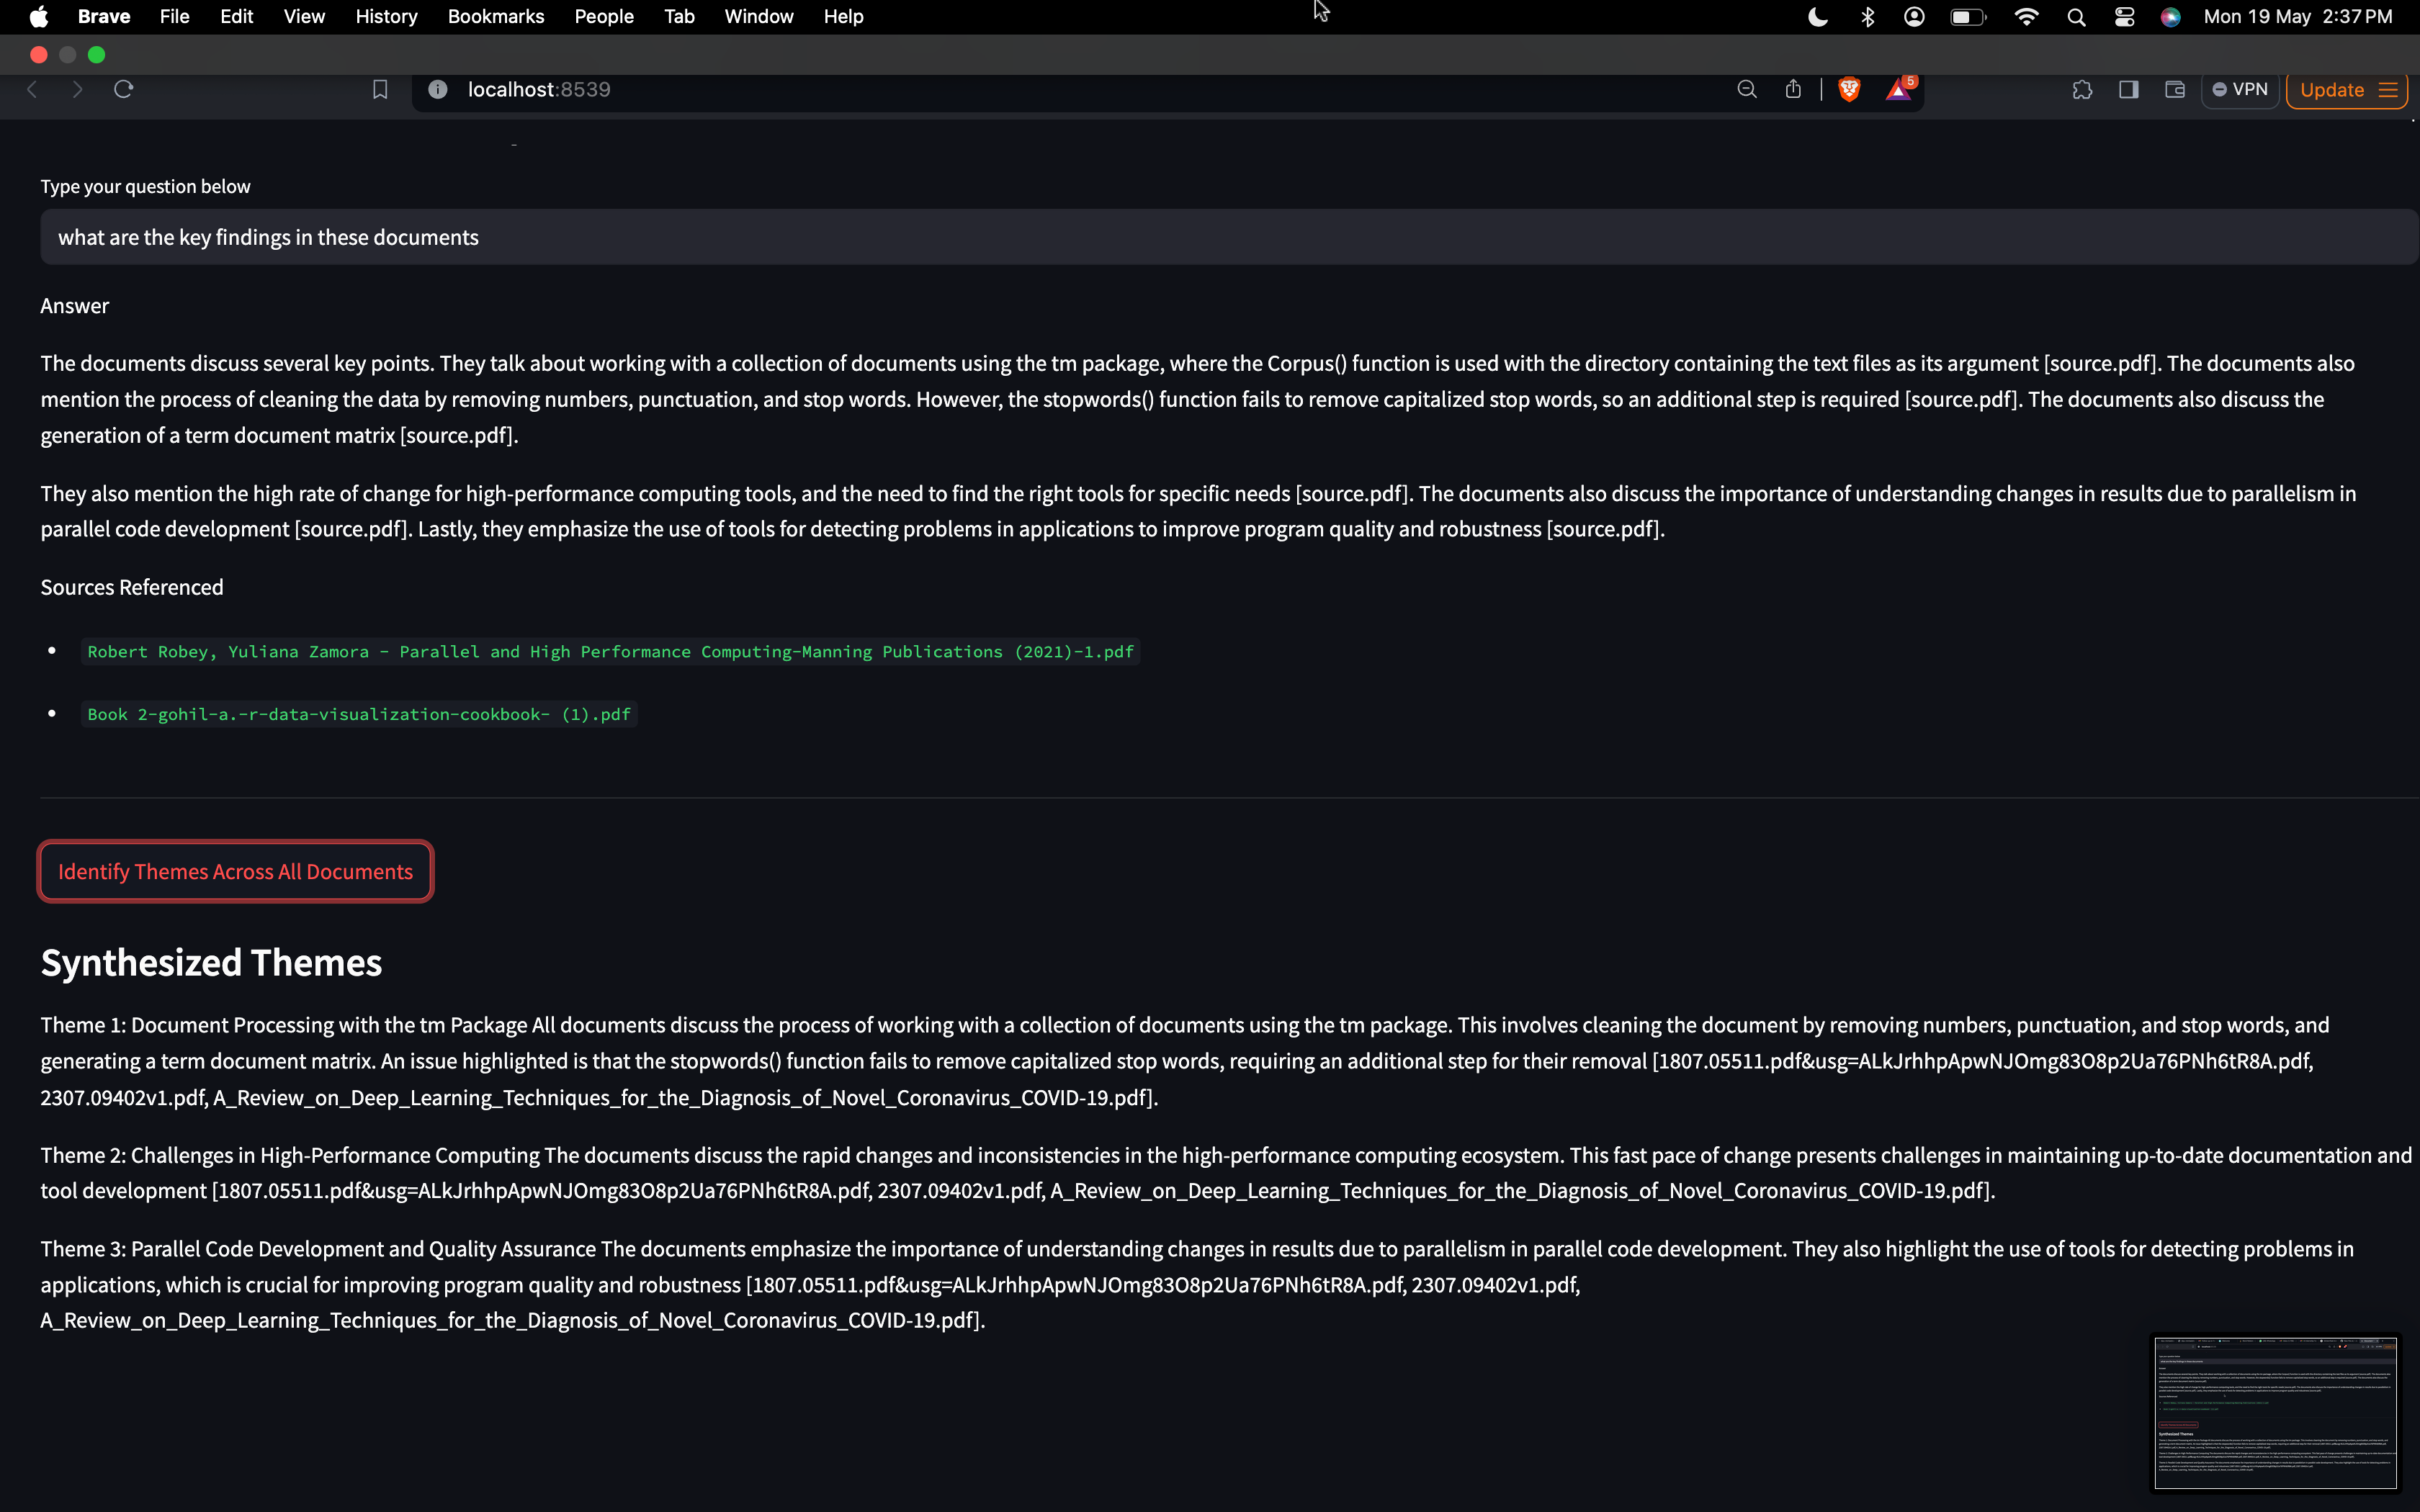 Brave File Edit View History Bookmarks People Tab Window Help Mon 19 May 2:37 PM
localhost:8539 5 VPN Update
Type your question below
what are the key findings in these documents
Answer
The documents discuss several key points. They talk about working with a collection of documents using the tm package, where the Corpus() function is used with the directory containing the text files as its argument [source.pdf]. The documents also
mention the process of cleaning the data by removing numbers, punctuation, and stop words. However, the stopwords() function fails to remove capitalized stop words, so an additional step is required [source.pdf]. The documents also discuss the
generation of a term document matrix [source.pdf].
They also mention the high rate of change for high-performance computing tools, and the need to find the right tools for specific needs [source.pdf]. The documents also discuss the importance of understanding changes in results due to parallelism in
parallel code development [source.pdf]. Lastly, they emphasize the use of tools for detecting problems in applications to improve program quality and robustness [source.pdf].
Sources Referenced
Robert Robey, Yuliana Zamora - Parallel and High Performance Computing-Manning Publications (2021)-1.pdf
Book 2-gohil-a.-r-data-visualization-cookbook- (1).pdf
Identify Themes Across All Documents
Synthesized Themes
Theme 1: Document Processing with the tm Package All documents discuss the process of working with a collection of documents using the tm package. This involves cleaning the document by removing numbers, punctuation, and stop words, and
generating a term document matrix. An issue highlighted is that the stopwords() function fails to remove capitalized stop words, requiring an additional step for their removal [1807.05511.pdf&usg=ALkJrhhpApwNJOmg83O8p2Ua76PNh6tR8A.pdf,
2307.09402v1.pdf, A_Review_on_Deep_Learning_Techniques_for_the_Diagnosis_of_Novel_Coronavirus_COVID-19.pdf].
Theme 2: Challenges in High-Performance Computing The documents discuss the rapid changes and inconsistencies in the high-performance computing ecosystem. This fast pace of change presents challenges in maintaining up-to-date documentation and
tool development [1807.05511.pdf&usg=ALkJrhhpApwNJOmg83O8p2Ua76PNh6tR8A.pdf, 2307.09402v1.pdf, A_Review_on_Deep_Learning_Techniques_for_the_Diagnosis_of_Novel_Coronavirus_COVID-19.pdf].
Theme 3: Parallel Code Development and Quality Assurance The documents emphasize the importance of understanding changes in results due to parallelism in parallel code development. They also highlight the use of tools for detecting problems in
applications, which is crucial for improving program quality and robustness [1807.05511.pdf&usg=ALkJrhhpApwNJOmg83O8p2Ua76PNh6tR8A.pdf, 2307.09402v1.pdf,
A_Review_on_Deep_Learning_Techniques_for_the_Diagnosis_of_Novel_Coronavirus_COVID-19.pdf].
Synthesized Themes